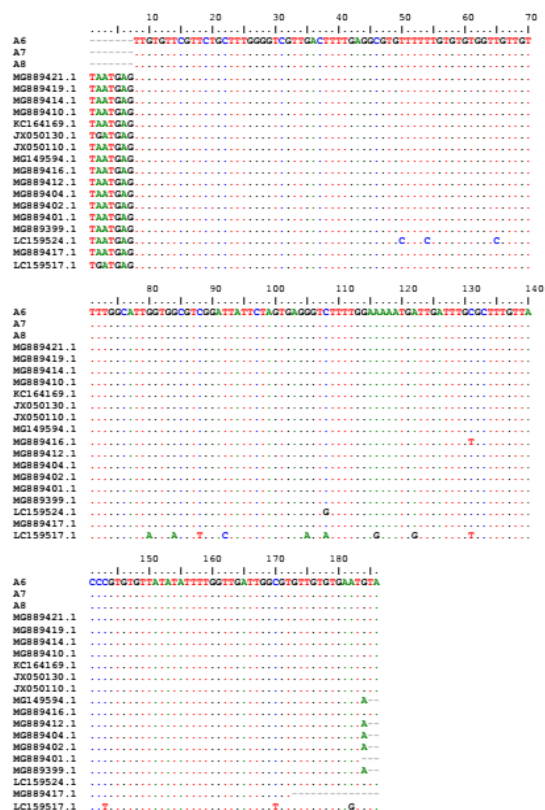 10 20 30 40 50 60 70
A6 -------TTGTGTTCGTTCTGCTTTGGGGTCGTTGACTTTTGAGGCGTGTTTTTTGTGTGTGGTTGTTGT
A7 -------
A8 -------
MG889421.1 TAATGAG
MG889419.1 TAATGAG
MG889414.1 TAATGAG
MG889410.1 TAATGAG
KC164169.1 TAATGAG
JX050130.1 TGATGAG
JX050110.1 TAATGAG
MG149594.1 TAATGAG
MG889416.1 TAATGAG
MG889412.1 TAATGAG
MG889404.1 TAATGAG
MG889402.1 TAATGAG
MG889401.1 TAATGAG
MG889399.1 TAATGAG
LC159524.1 TAATGAG C C C
MG889417.1 TAATGAG
LC159517.1 TGATGAG
80 90 100 110 120 130 140
A6 TTTGGCATTGGTGGCGTCGGATTATTCTAGTGAGGGTCTTTTGGAAAAATGATTGATTTGCGCTTTGTTA
A7
A8
MG889421.1
MG889419.1
MG889414.1
MG889410.1
KC164169.1
JX050130.1
JX050110.1
MG149594.1
MG889416.1 T
MG889412.1
MG889404.1
MG889402.1
MG889401.1
MG889399.1
LC159524.1 G
MG889417.1
LC159517.1 A A T C A A G G T
150 160 170 180
A6 CCCGTGTGTTATATATTTTGGTTGATTGGCGTGTTGTGTGAATGTA
A7
A8
MG889421.1
MG889419.1
MG889414.1
MG889410.1
KC164169.1
JX050130.1
JX050110.1
MG149594.1 A--
MG889416.1
MG889412.1 A--
MG889404.1 A--
MG889402.1 A--
MG889401.1 ---
MG889399.1 A--
LC159524.1
MG889417.1 --------------
LC159517.1 T T G